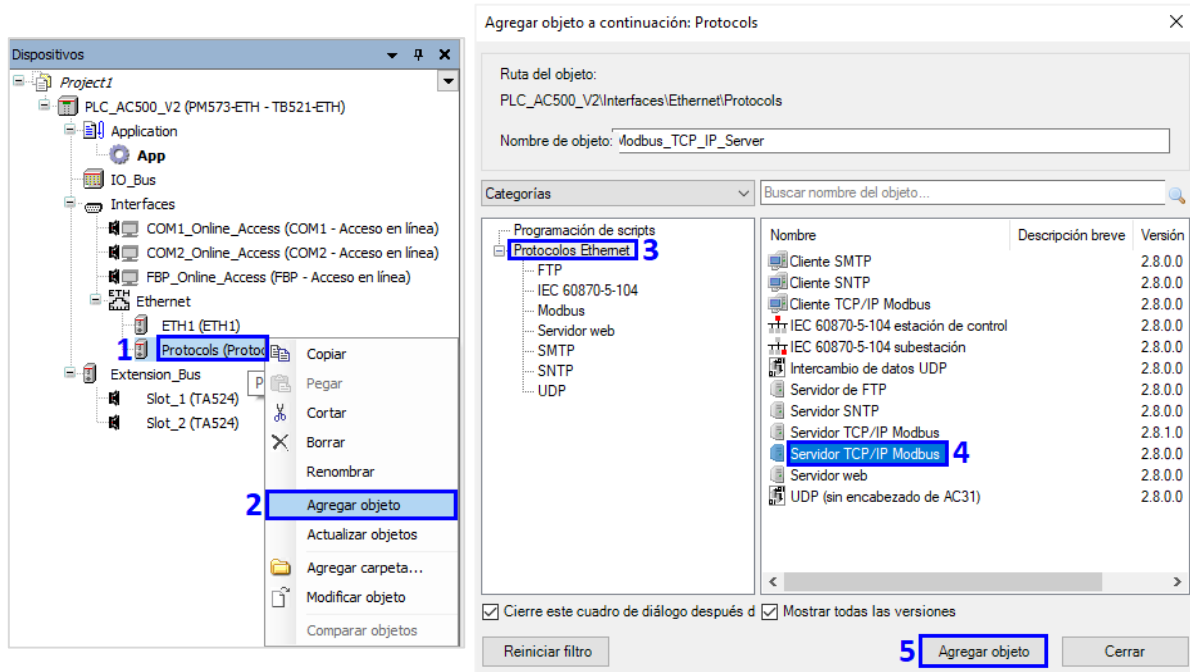 Dispositivos
Project1
PLC_AC500_V2 (PM573-ETH - TB521-ETH)
Application
App
IO_Bus
Interfaces
COM1_Online_Access (COM1 - Acceso en línea)
COM2_Online_Access (COM2 - Acceso en línea)
FBP_Online_Access (FBP - Acceso en línea)
ETH Ethernet
ETH1 (ETH1)
1 Protocols (Protoc
Extension_Bus
P
Slot_1 (TA524)
Slot_2 (TA524)
Copiar
Pegar
Cortar
Borrar
Renombrar
2 Agregar objeto
Actualizar objetos
Agregar carpeta...
Modificar objeto
Comparar objetos
Agregar objeto a continuación: Protocols
Ruta del objeto:
PLC_AC500_V2\Interfaces\Ethernet\Protocols
Nombre de objeto: Modbus_TCP_IP_Server
Categorías
Buscar nombre del objeto...
Programación de scripts
Protocolos Ethernet 3
FTP
IEC 60870-5-104
Modbus
Servidor web
SMTP
SNTP
UDP
Nombre Descripción breve Versión
Cliente SMTP 2.8.0.0
Cliente SNTP 2.8.0.0
Cliente TCP/IP Modbus 2.8.0.0
IEC 60870-5-104 estación de control 2.8.0.0
IEC 60870-5-104 subestación 2.8.0.0
Intercambio de datos UDP 2.8.0.0
Servidor de FTP 2.8.0.0
Servidor SNTP 2.8.0.0
Servidor TCP/IP Modbus 2.8.1.0
Servidor TCP/IP Modbus 4 2.8.0.0
Servidor web 2.8.0.0
UDP (sin encabezado de AC31) 2.8.0.0
Cierre este cuadro de diálogo después d
Mostrar todas las versiones
Reiniciar filtro
5 Agregar objeto
Cerrar